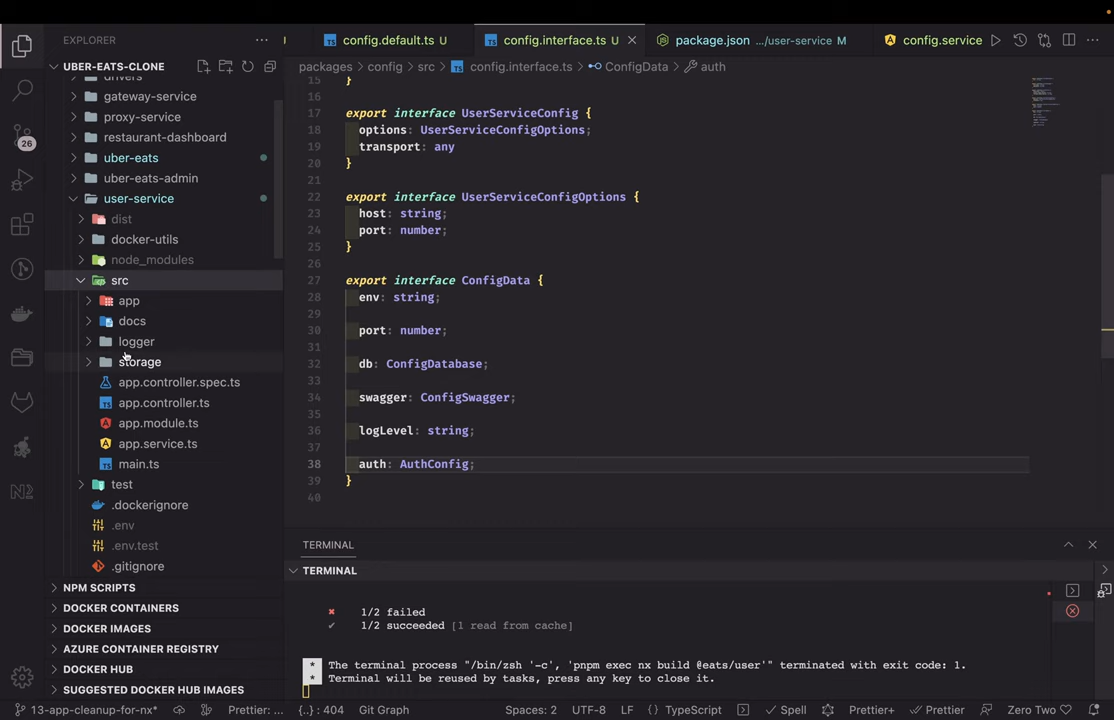 EXPLORER
config.default.ts U
config.interface.ts U
package.json .../user-service M
config.service
UBER-EATS-CLONE
packages > config > src > config.interface.ts > ConfigData > auth
drivers
gateway-service
proxy-service
restaurant-dashboard
uber-eats
uber-eats-admin
user-service
dist
docker-utils
node_modules
src
app
docs
logger
storage
app.controller.spec.ts
app.controller.ts
app.module.ts
app.service.ts
main.ts
test
.dockerignore
.env
.env.test
.gitignore
NPM SCRIPTS
DOCKER CONTAINERS
DOCKER IMAGES
AZURE CONTAINER REGISTRY
DOCKER HUB
SUGGESTED DOCKER HUB IMAGES
26
N2
15 }
16
17 export interface UserServiceConfig {
18 options: UserServiceConfigOptions;
19 transport: any
20 }
21
22 export interface UserServiceConfigOptions {
23 host: string;
24 port: number;
25 }
26
27 export interface ConfigData {
28 env: string;
29
30 port: number;
31
32 db: ConfigDatabase;
33
34 swagger: ConfigSwagger;
35
36 logLevel: string;
37
38 auth: AuthConfig;
39 }
40
TERMINAL
TERMINAL
✖ 1/2 failed
✔ 1/2 succeeded [1 read from cache]
* The terminal process "/bin/zsh '-c', 'pnpm exec nx build @eats/user'" terminated with exit code: 1.
* Terminal will be reused by tasks, press any key to close it.
13-app-cleanup-for-nx* Prettier: ... {..} : 404 Git Graph Spaces: 2 UTF-8 LF TypeScript Spell Prettier+ Prettier Zero Two